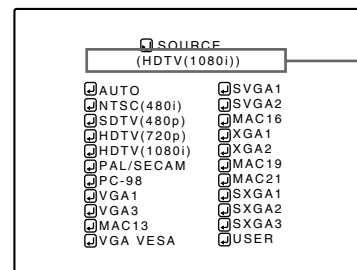 SOURCE
(HDTV(1080i))
AUTO
NTSC(480i)
SDTV(480p)
HDTV(720p)
HDTV(1080i)
PAL/SECAM
PC-98
VGA1
VGA3
MAC13
VGA VESA
SVGA1
SVGA2
MAC16
XGA1
XGA2
MAC19
MAC21
SXGA1
SXGA2
SXGA3
USER